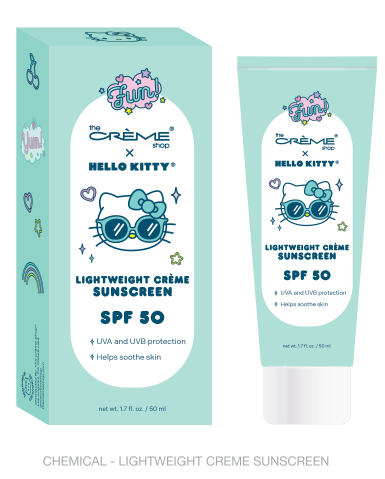 Fun!
the
CRÈME®
shop
×
HELLO KITTY®
LIGHTWEIGHT CRÈME
SUNSCREEN
SPF 50
UVA and UVB protection
Helps soothe skin
net wt. 1.7 fl. oz. / 50 ml
Yum!
Fun!
the
CRÈME®
shop
×
HELLO KITTY®
LIGHTWEIGHT CRÈME
SUNSCREEN
SPF 50
UVA and UVB protection
Helps soothe skin
net wt. 1.7 fl. oz. / 50 ml
CHEMICAL - LIGHTWEIGHT CREME SUNSCREEN